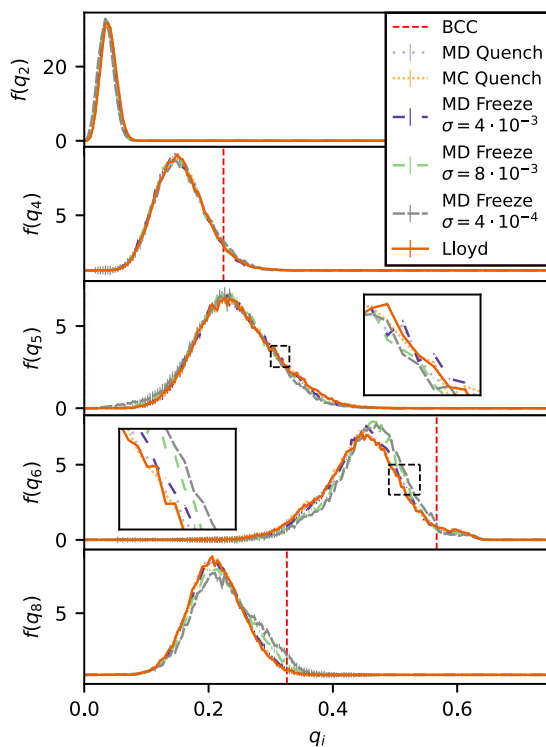 f(q₂)
20
0
BCC
MD Quench
MC Quench
MD Freeze
σ = 4 · 10⁻³
MD Freeze
σ = 8 · 10⁻³
MD Freeze
σ = 4 · 10⁻⁴
Lloyd
f(q₄)
5
f(q₅)
5
0
f(q₆)
5
0
f(q₈)
5
0.0 0.2 0.4 0.6
qᵢ